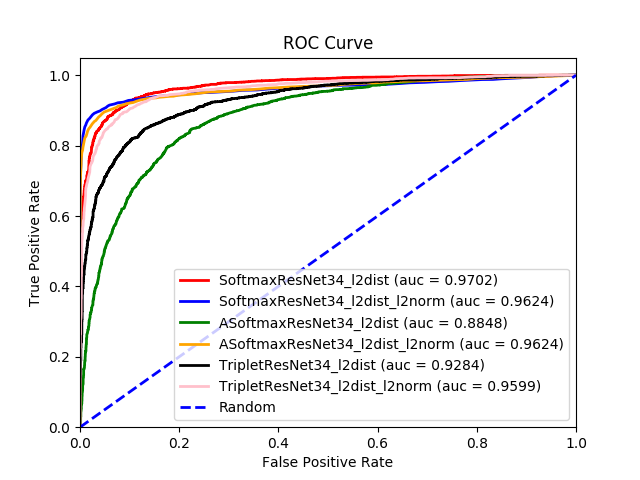 ROC Curve
1.0
0.8
0.6
0.4
0.2
0.0
True Positive Rate
SoftmaxResNet34_l2dist (auc = 0.9702)
SoftmaxResNet34_l2dist_l2norm (auc = 0.9624)
ASoftmaxResNet34_l2dist (auc = 0.8848)
ASoftmaxResNet34_l2dist_l2norm (auc = 0.9624)
TripletResNet34_l2dist (auc = 0.9284)
TripletResNet34_l2dist_l2norm (auc = 0.9599)
Random
0.0 0.2 0.4 0.6 0.8 1.0
False Positive Rate